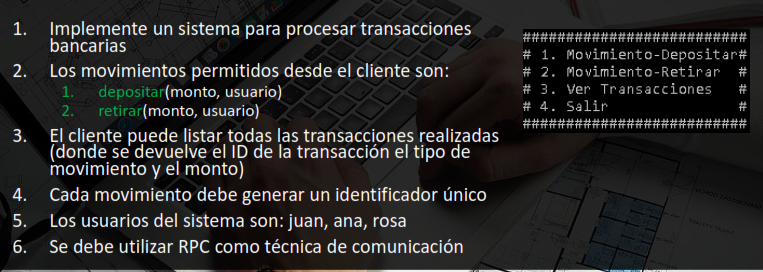 1. Implemente un sistema para procesar transacciones
bancarias
2. Los movimientos permitidos desde el cliente son:
1. depositar(monto, usuario)
2. retirar(monto, usuario)
3. El cliente puede listar todas las transacciones realizadas
(donde se devuelve el ID de la transacción el tipo de
movimiento y el monto)
4. Cada movimiento debe generar un identificador único
5. Los usuarios del sistema son: juan, ana, rosa
6. Se debe utilizar RPC como técnica de comunicación
##########################
# 1. Movimiento-Depositar#
# 2. Movimiento-Retirar #
# 3. Ver Transacciones #
# 4. Salir #
##########################